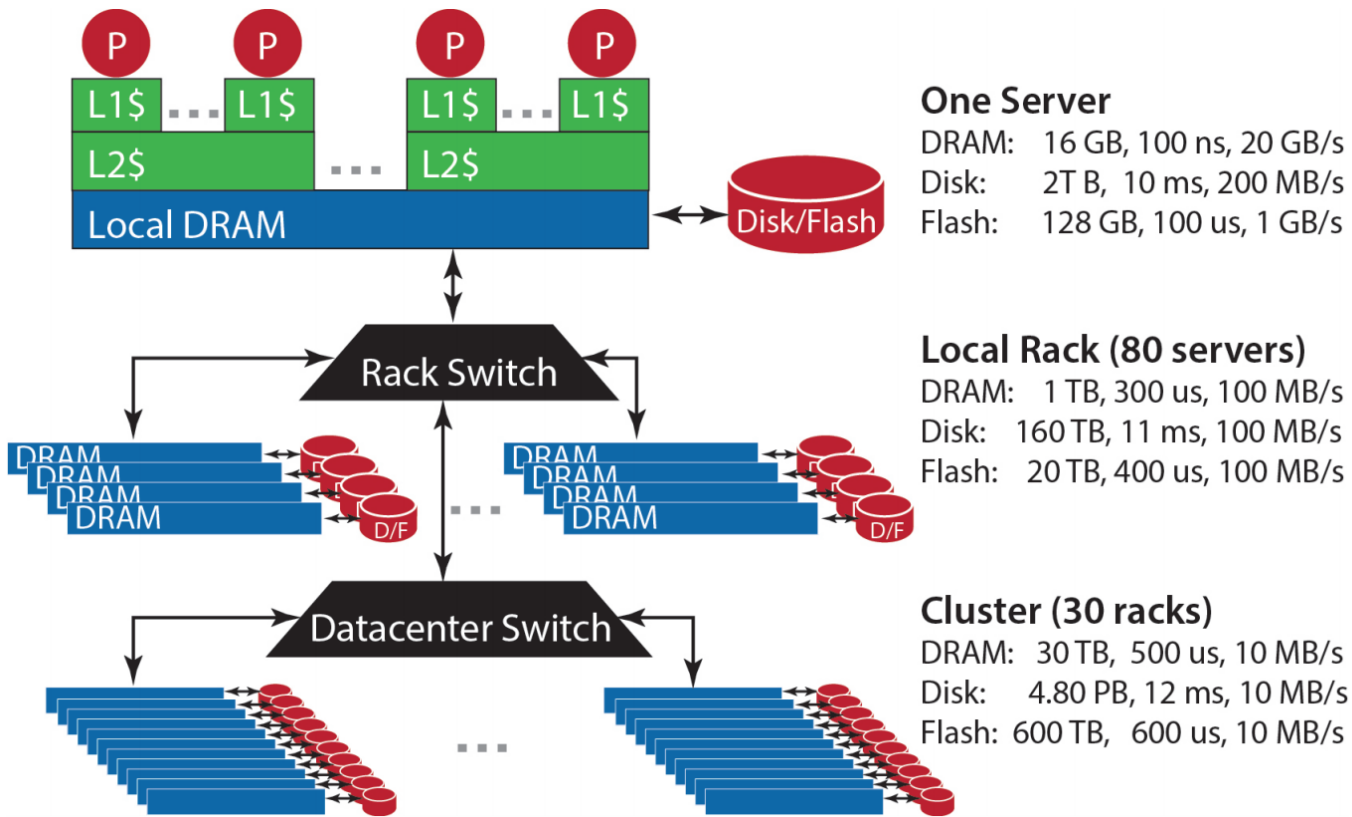 P P P P
L1$ L1$ L1$ L1$
L2$ L2$
Local DRAM
Disk/Flash
One Server
DRAM: 16 GB, 100 ns, 20 GB/s
Disk: 2T B, 10 ms, 200 MB/s
Flash: 128 GB, 100 us, 1 GB/s
Rack Switch
Local Rack (80 servers)
DRAM: 1 TB, 300 us, 100 MB/s
Disk: 160 TB, 11 ms, 100 MB/s
Flash: 20 TB, 400 us, 100 MB/s
DRAM DRAM
DRAM DRAM
DRAM DRAM
DRAM D/F DRAM D/F
Datacenter Switch
Cluster (30 racks)
DRAM: 30 TB, 500 us, 10 MB/s
Disk: 4.80 PB, 12 ms, 10 MB/s
Flash: 600 TB, 600 us, 10 MB/s